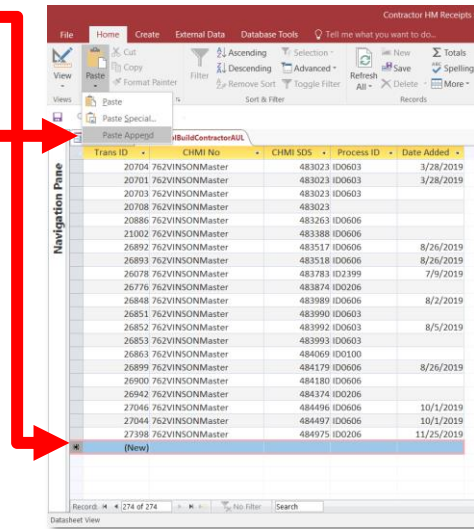 Contractor HM Receipts
File Home Create External Data Database Tools Tell me what you want to do...
View
Paste
Cut
Copy
Format Painter
Filter
Ascending
Descending
Remove Sort
Selection
Advanced
Toggle Filter
Refresh All
New
Save
Delete
Totals
Spelling
More
Views Sort & Filter Records
Paste
Paste Special...
Paste Append
lBuildContractorAUL
Navigation Pane
Trans ID CHMI No CHMI SDS Process ID Date Added
20704 762VINSONMaster 483023 ID0603 3/28/2019
20701 762VINSONMaster 483023 ID0603 3/28/2019
20703 762VINSONMaster 483023 ID0603
20708 762VINSONMaster 483023
20886 762VINSONMaster 483263 ID0606
21002 762VINSONMaster 483388 ID0606
26892 762VINSONMaster 483517 ID0606 8/26/2019
26893 762VINSONMaster 483518 ID0606 8/26/2019
26078 762VINSONMaster 483783 ID2399 7/9/2019
26776 762VINSONMaster 483874 ID0206
26848 762VINSONMaster 483989 ID0606 8/2/2019
26851 762VINSONMaster 483990 ID0603
26852 762VINSONMaster 483992 ID0603 8/5/2019
26853 762VINSONMaster 483993 ID0603
26863 762VINSONMaster 484069 ID0100
26899 762VINSONMaster 484179 ID0606 8/26/2019
26900 762VINSONMaster 484180 ID0606
26942 762VINSONMaster 484374 ID0202
27046 762VINSONMaster 484496 ID0606 10/1/2019
27044 762VINSONMaster 484497 ID0606 10/1/2019
27398 762VINSONMaster 484975 ID0206 11/25/2019
(New)
Record: 274 of 274 No Filter Search
Datasheet View